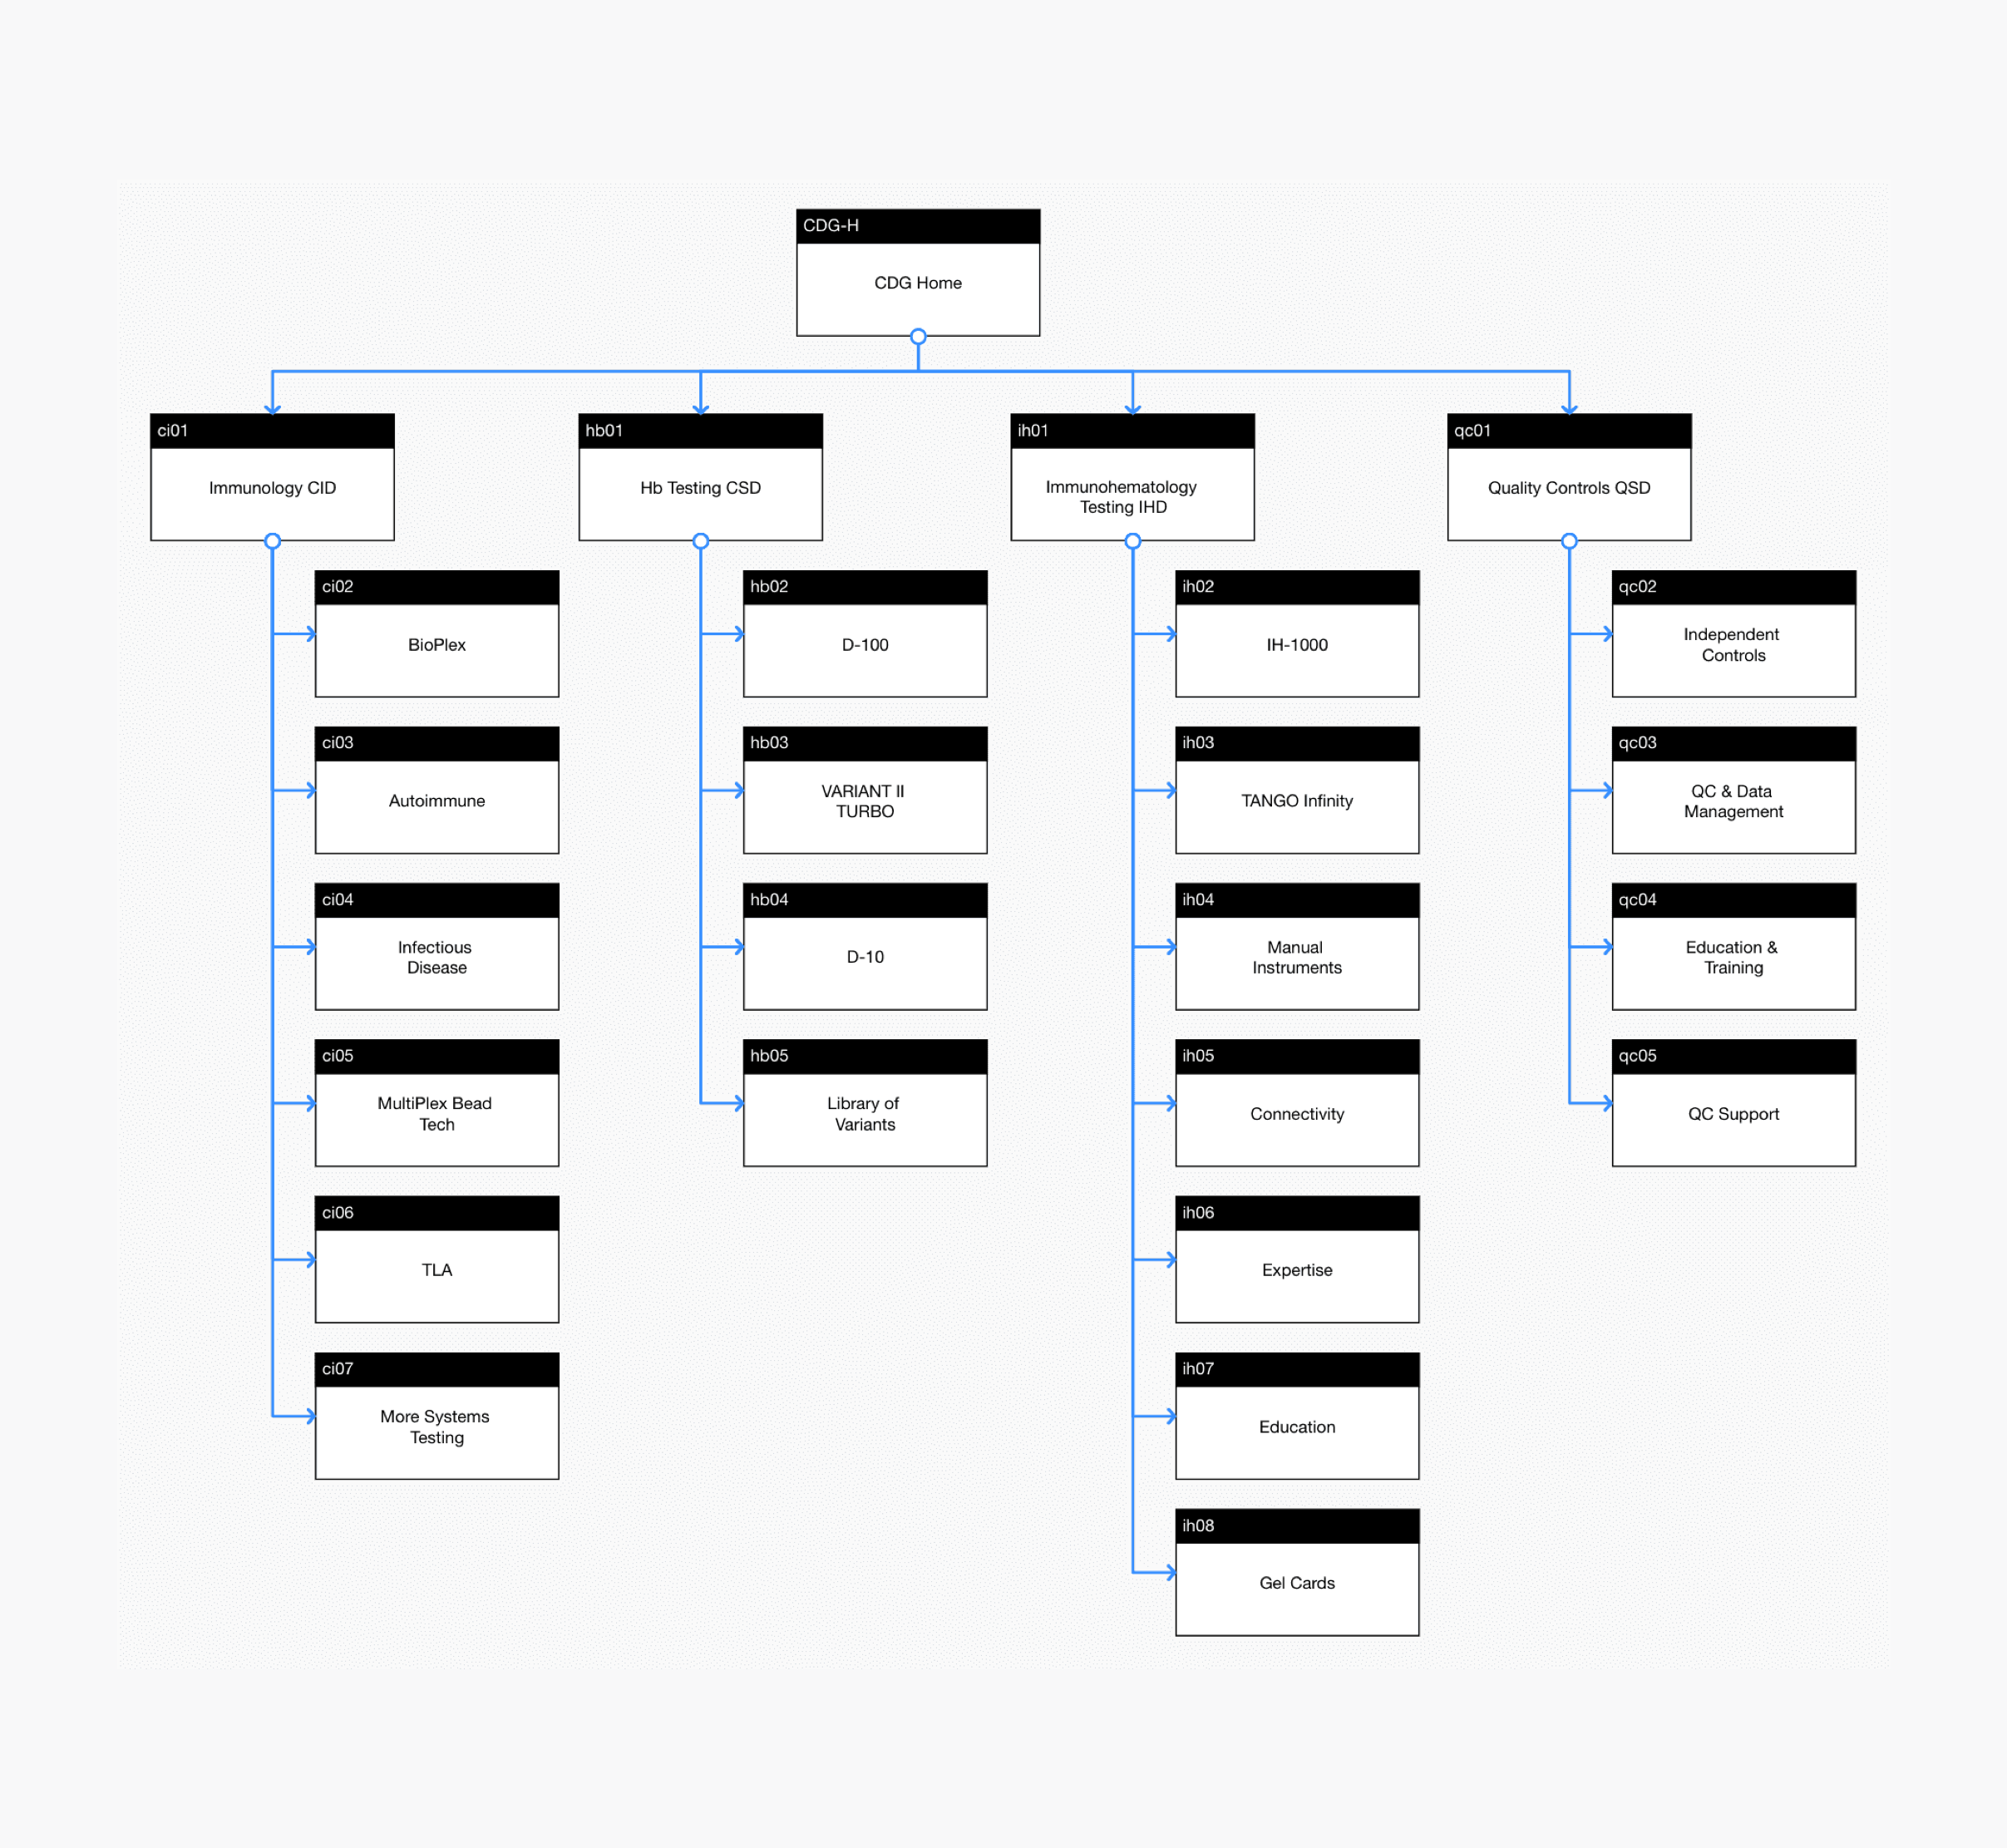 CDG-H
CDG Home
ci01
Immunology CID
hb01
Hb Testing CSD
ih01
Immunohematology
Testing IHD
qc01
Quality Controls QSD
ci02
BioPlex
ci03
Autoimmune
ci04
Infectious
Disease
ci05
MultiPlex Bead
Tech
ci06
TLA
ci07
More Systems
Testing
hb02
D-100
hb03
VARIANT II
TURBO
hb04
D-10
hb05
Library of
Variants
ih02
IH-1000
ih03
TANGO Infinity
ih04
Manual
Instruments
ih05
Connectivity
ih06
Expertise
ih07
Education
ih08
Gel Cards
qc02
Independent
Controls
qc03
QC & Data
Management
qc04
Education &
Training
qc05
QC Support